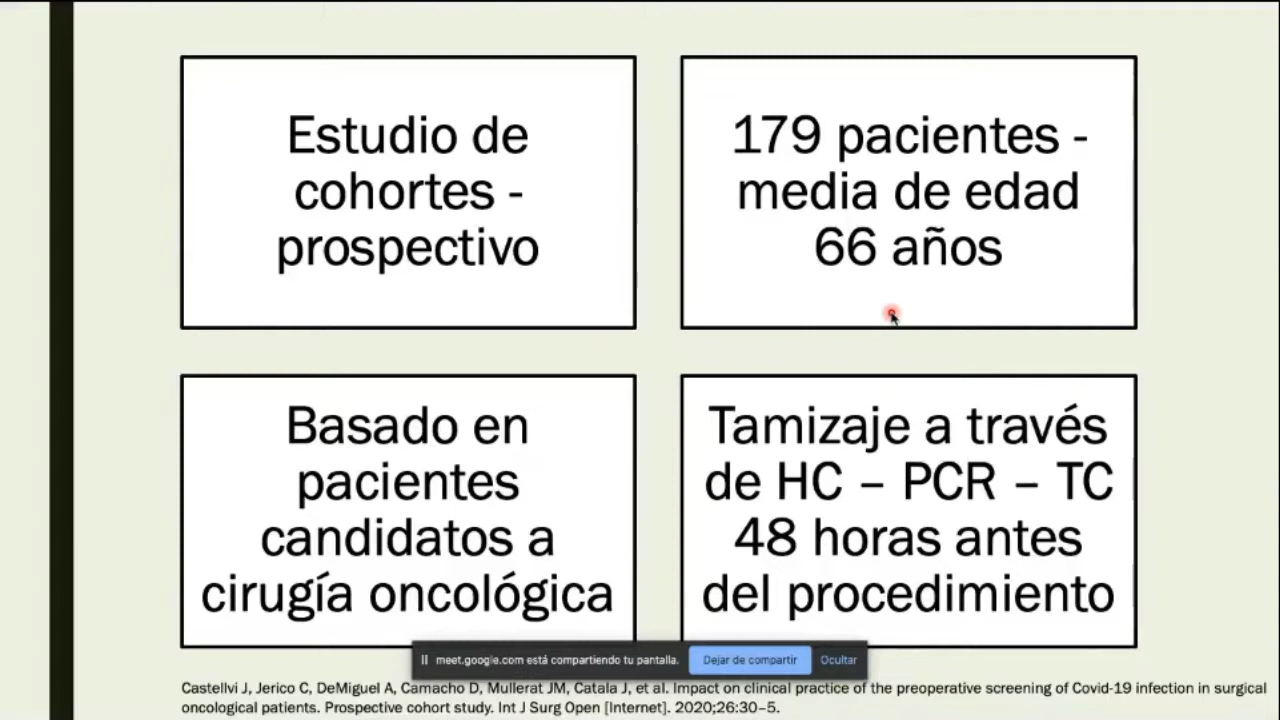 Estudio de
cohortes -
prospectivo
179 pacientes -
media de edad
66 años
Basado en
pacientes
candidatos a
cirugía oncológica
Tamizaje a través
de HC – PCR – TC
48 horas antes
del procedimiento
meet.google.com está compartiendo tu pantalla. Dejar de compartir Ocultar
Castellvi J, Jerico C, DeMiguel A, Camacho D, Mullerat JM, Catala J, et al. Impact on clinical practice of the preoperative screening of Covid-19 infection in surgical
oncological patients. Prospective cohort study. Int J Surg Open [Internet]. 2020;26:30–5.